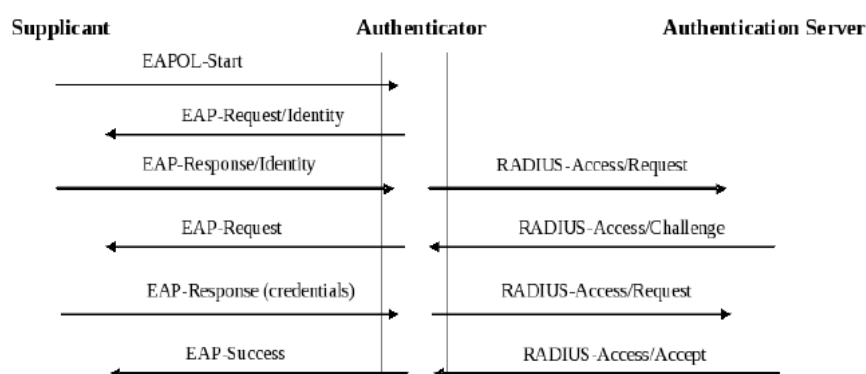 Supplicant Authenticator Authentication Server
EAPOL-Start
EAP-Request/Identity
EAP-Response/Identity RADIUS-Access/Request
EAP-Request RADIUS-Access/Challenge
EAP-Response (credentials) RADIUS-Access/Request
EAP-Success RADIUS-Access/Accept